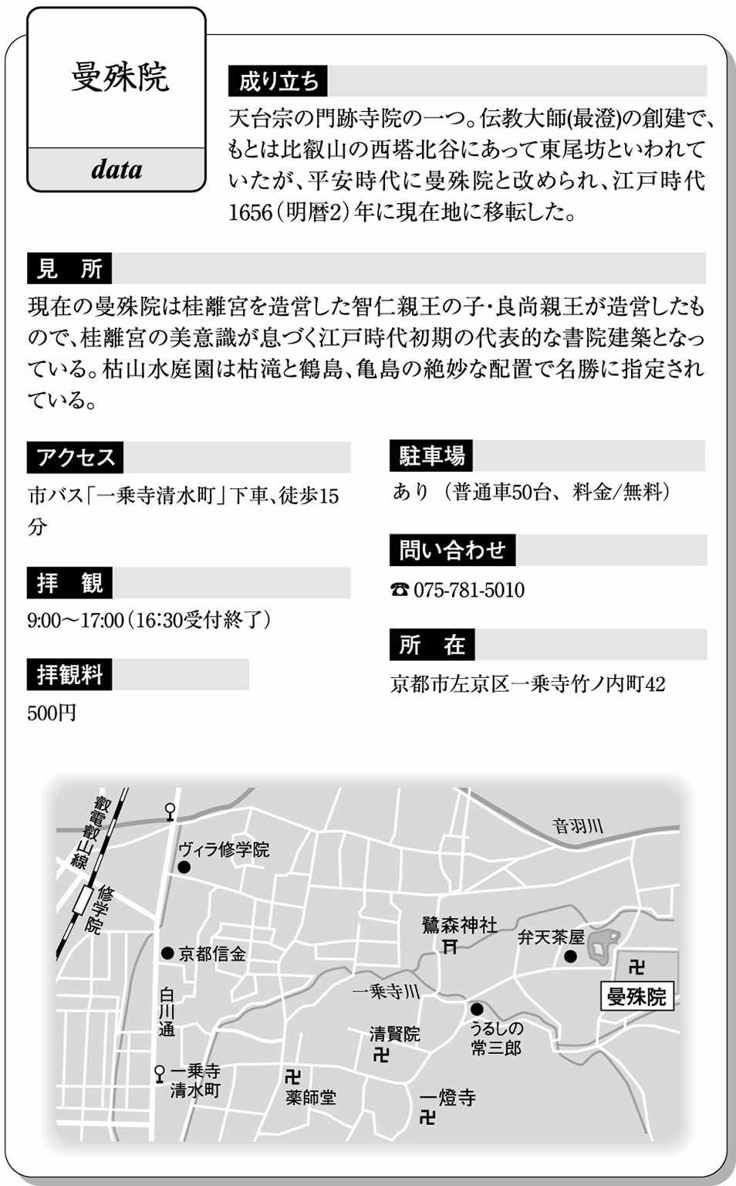 曼殊院
data
成り立ち
天台宗の門跡寺院の一つ。伝教大師(最澄)の創建で、
もとは比叡山の西塔北谷にあって東尾坊といわれて
いたが、平安時代に曼殊院と改められ、江戸時代
1656（明暦2）年に現在地に移転した。
見　所
現在の曼殊院は桂離宮を造営した智仁親王の子・良尚親王が造営したも
ので、桂離宮の美意識が息づく江戸時代初期の代表的な書院建築となっ
ている。枯山水庭園は枯滝と鶴島、亀島の絶妙な配置で名勝に指定され
ている。
アクセス
市バス「一乗寺清水町」下車、徒歩15
分
拝　観
9:00〜17:00（16:30受付終了）
拝観料
500円
駐車場
あり（普通車50台、料金/無料）
問い合わせ
☎075-781-5010
所　在
京都市左京区一乗寺竹ノ内町42
叡電叡山線
修学院
ヴィラ修学院
音羽川
京都信金
鷺森神社
弁天茶屋
卍
曼殊院
白川通
一乗寺川
うるしの
常三郎
清賢院
卍
一乗寺
清水町
卍
薬師堂
一燈寺
卍